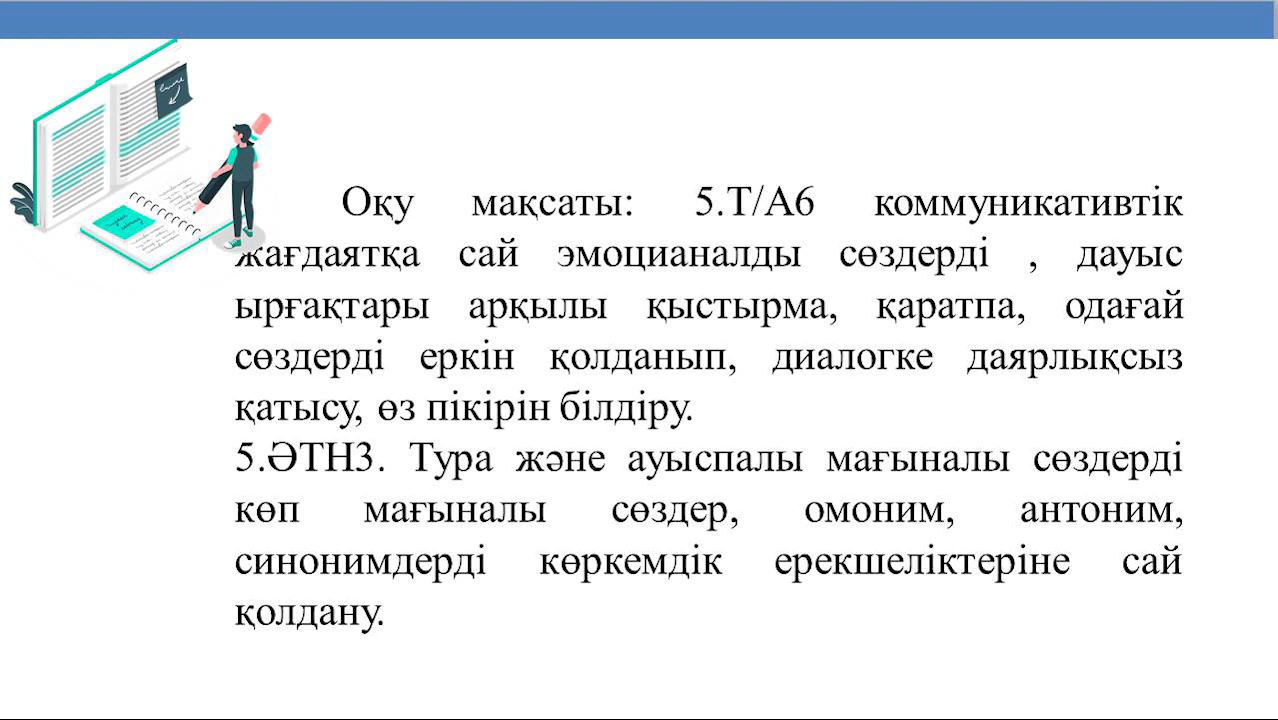 Оқу мақсаты: 5.Т/А6 коммуникативтік
жағдаятқа сай эмоцианалды сөздерді , дауыс
ырғақтары арқылы қыстырма, қаратпа, одағай
сөздерді еркін қолданып, диалогке даярлықсыз
қатысу, өз пікірін білдіру.
5.ӘТН3. Тура және ауыспалы мағыналы сөздерді
көп мағыналы сөздер, омоним, антоним,
синонимдерді көркемдік ерекшеліктеріне сай
қолдану.